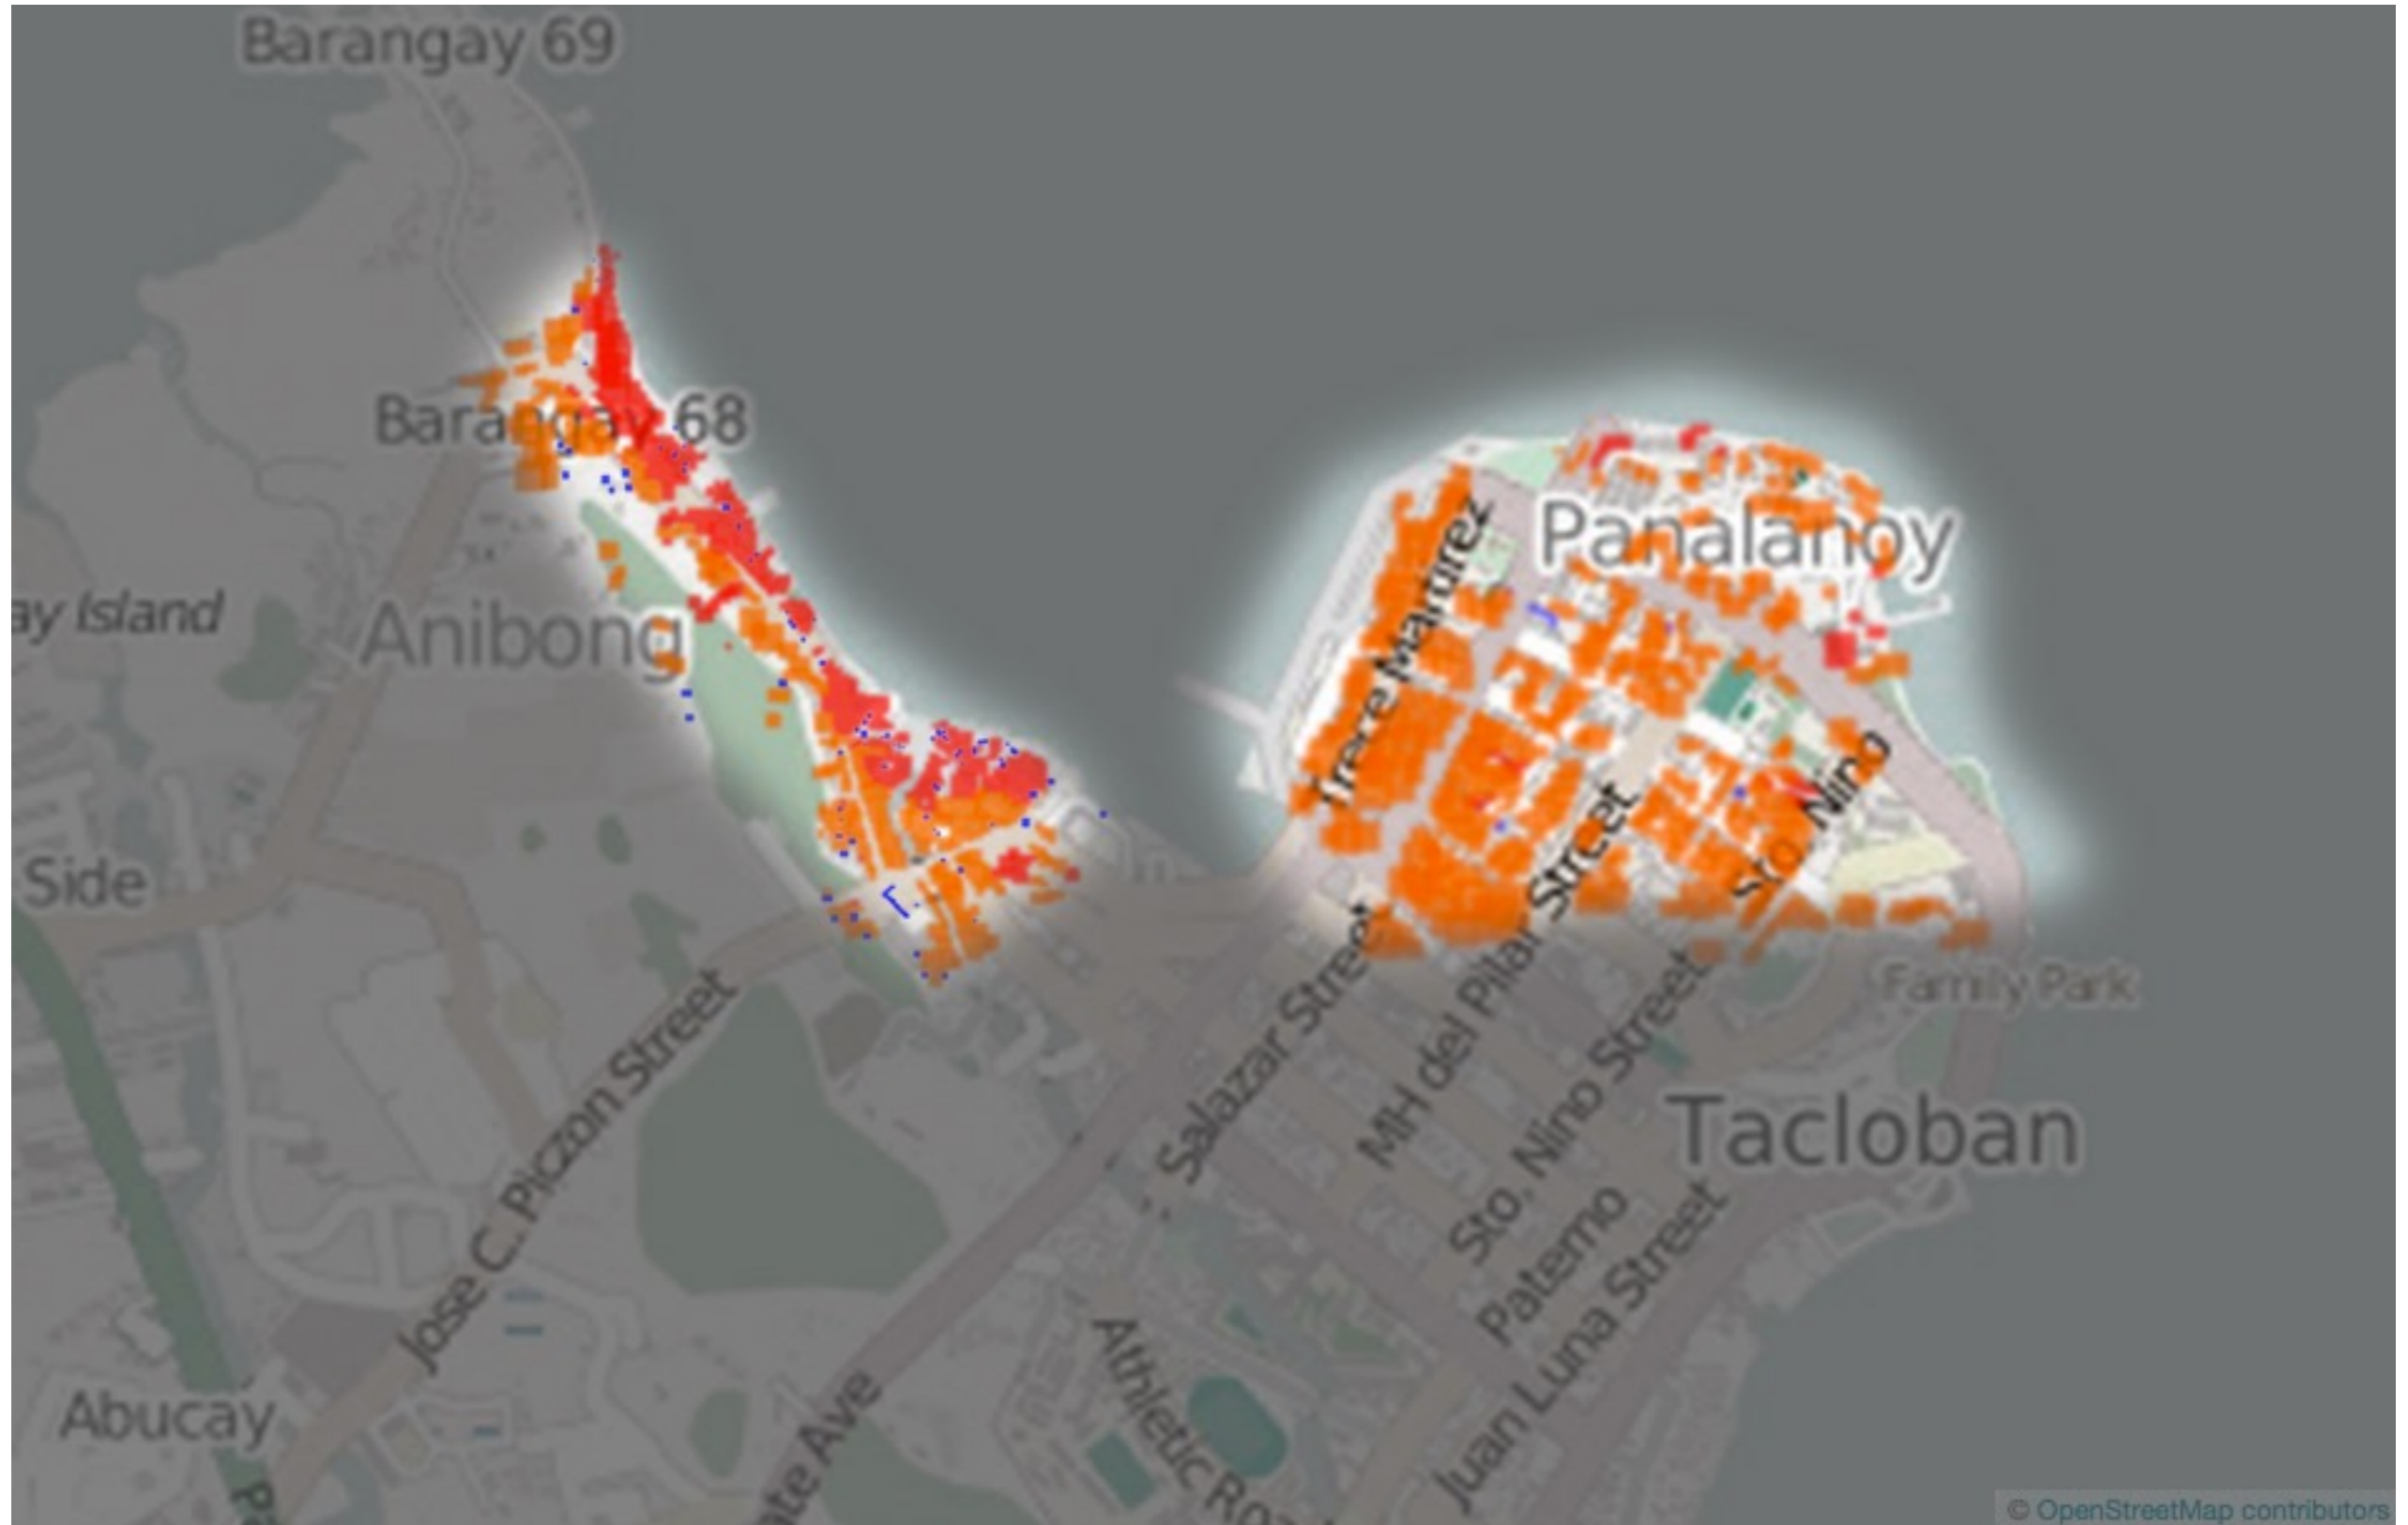 Barangay 69
Barangay 68
Panalanoy
Trece Martirez
ay Island
Anibong
Side
Sto. Nino
Family Park
Salazar Street
MH del Pilar Street
Sto. Nino Street
Jose C. Piczon Street
Tacloban
Paterno
Juan Luna Street
Athletic Roa
ate Ave
Abucay
Pa
© OpenStreetMap contributors